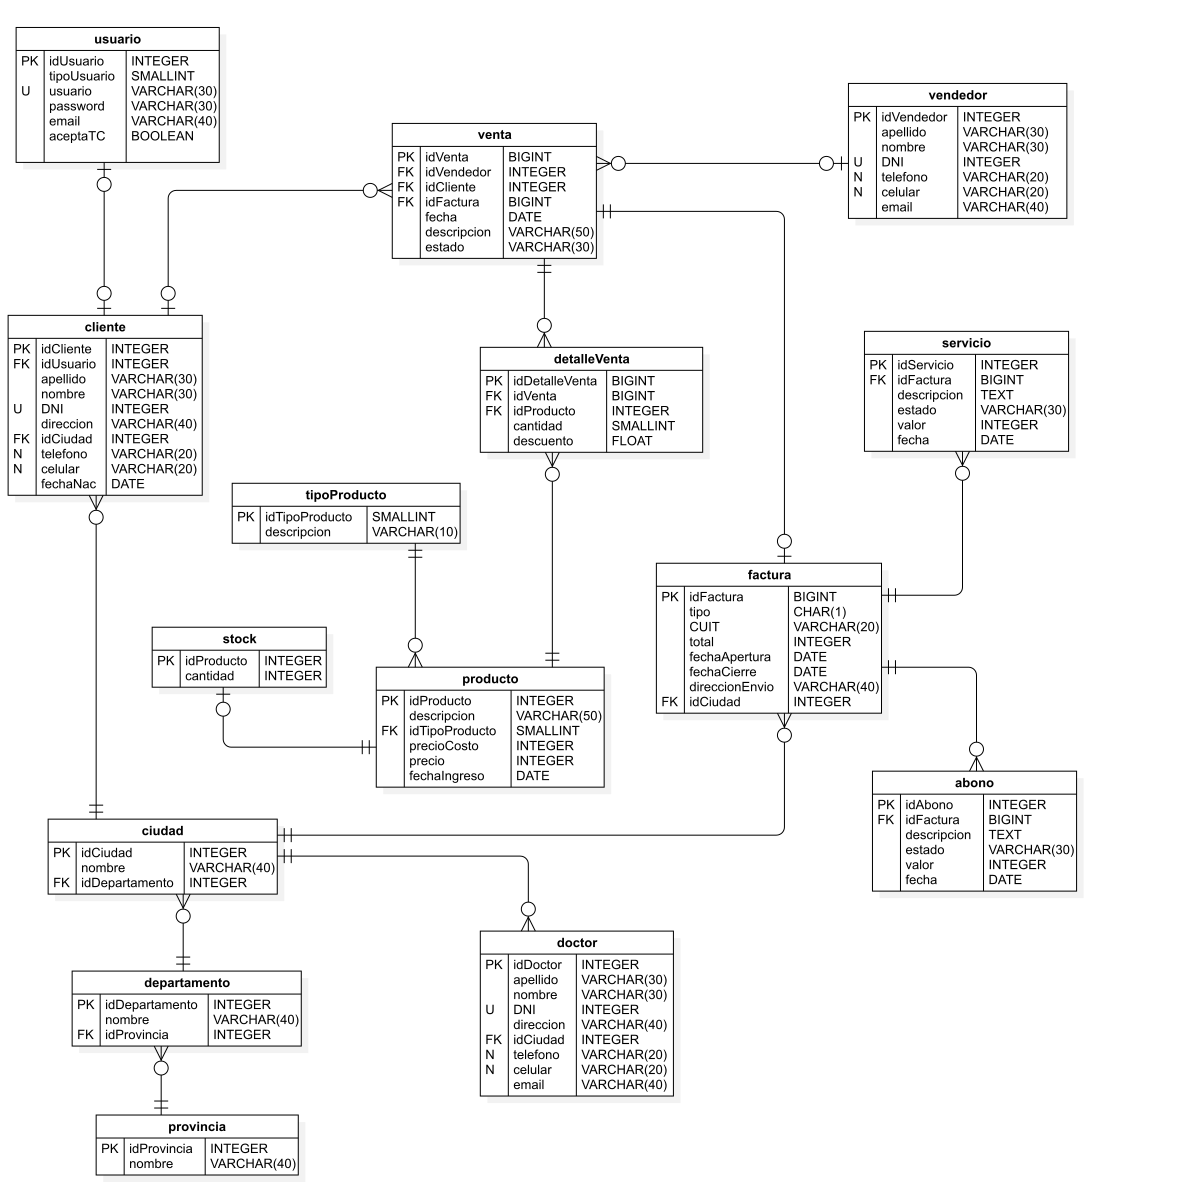 usuario
PK idUsuario INTEGER
tipoUsuario SMALLINT
U usuario VARCHAR(30)
password VARCHAR(30)
email VARCHAR(40)
aceptaTC BOOLEAN
vendedor
PK idVendedor INTEGER
apellido VARCHAR(30)
nombre VARCHAR(30)
U DNI INTEGER
N telefono VARCHAR(20)
N celular VARCHAR(20)
email VARCHAR(40)
venta
PK idVenta BIGINT
FK idVendedor INTEGER
FK idCliente INTEGER
FK idFactura BIGINT
fecha DATE
descripcion VARCHAR(50)
estado VARCHAR(30)
cliente
PK idCliente INTEGER
FK idUsuario INTEGER
apellido VARCHAR(30)
nombre VARCHAR(30)
U DNI INTEGER
direccion VARCHAR(40)
FK idCiudad INTEGER
N telefono VARCHAR(20)
N celular VARCHAR(20)
fechaNac DATE
detalleVenta
PK idDetalleVenta BIGINT
FK idVenta BIGINT
FK idProducto INTEGER
cantidad SMALLINT
descuento FLOAT
servicio
PK idServicio INTEGER
FK idFactura BIGINT
descripcion TEXT
estado VARCHAR(30)
valor INTEGER
fecha DATE
tipoProducto
PK idTipoProducto SMALLINT
descripcion VARCHAR(10)
factura
PK idFactura BIGINT
tipo CHAR(1)
CUIT VARCHAR(20)
total INTEGER
fechaApertura DATE
fechaCierre DATE
direccionEnvio VARCHAR(40)
FK idCiudad INTEGER
stock
PK idProducto INTEGER
cantidad INTEGER
producto
PK idProducto INTEGER
descripcion VARCHAR(50)
FK idTipoProducto SMALLINT
precioCosto INTEGER
precio INTEGER
fechaIngreso DATE
abono
PK idAbono INTEGER
FK idFactura BIGINT
descripcion TEXT
estado VARCHAR(30)
valor INTEGER
fecha DATE
ciudad
PK idCiudad INTEGER
nombre VARCHAR(40)
FK idDepartamento INTEGER
doctor
PK idDoctor INTEGER
apellido VARCHAR(30)
nombre VARCHAR(30)
U DNI INTEGER
direccion VARCHAR(40)
FK idCiudad INTEGER
N telefono VARCHAR(20)
N celular VARCHAR(20)
email VARCHAR(40)
departamento
PK idDepartamento INTEGER
nombre VARCHAR(40)
FK idProvincia INTEGER
provincia
PK idProvincia INTEGER
nombre VARCHAR(40)